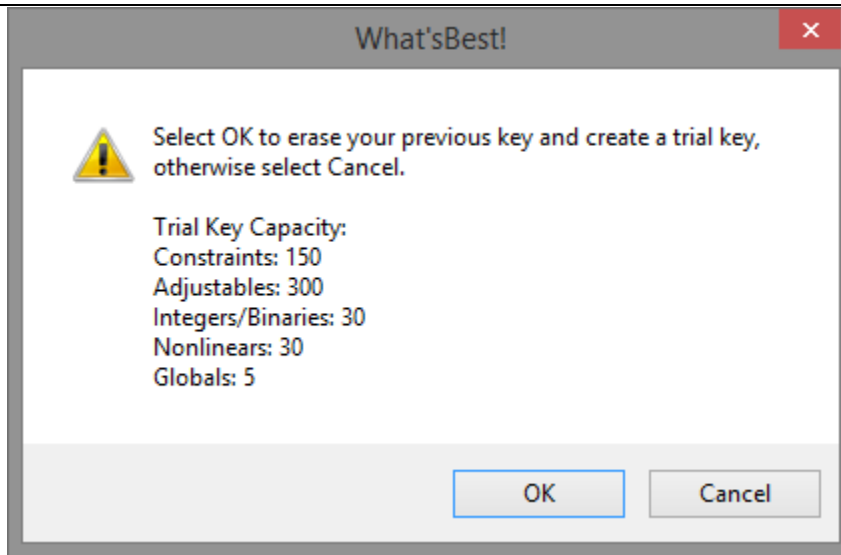 What'sBest!
Select OK to erase your previous key and create a trial key,
otherwise select Cancel.
Trial Key Capacity:
Constraints: 150
Adjustables: 300
Integers/Binaries: 30
Nonlinears: 30
Globals: 5
OK
Cancel